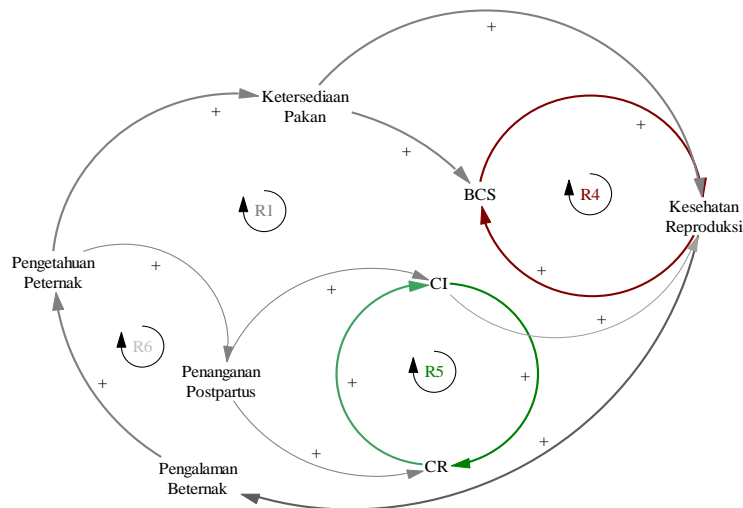 +
Ketersediaan
Pakan
+
+
+
BCS
R4
Kesehatan
Reproduksi
R1
Pengetahuan
Peternak
+
+
CI
+
+
R6
Penanganan
Postpartus
+
R5
+
+
+
+
+
CR
Pengalaman
Beternak